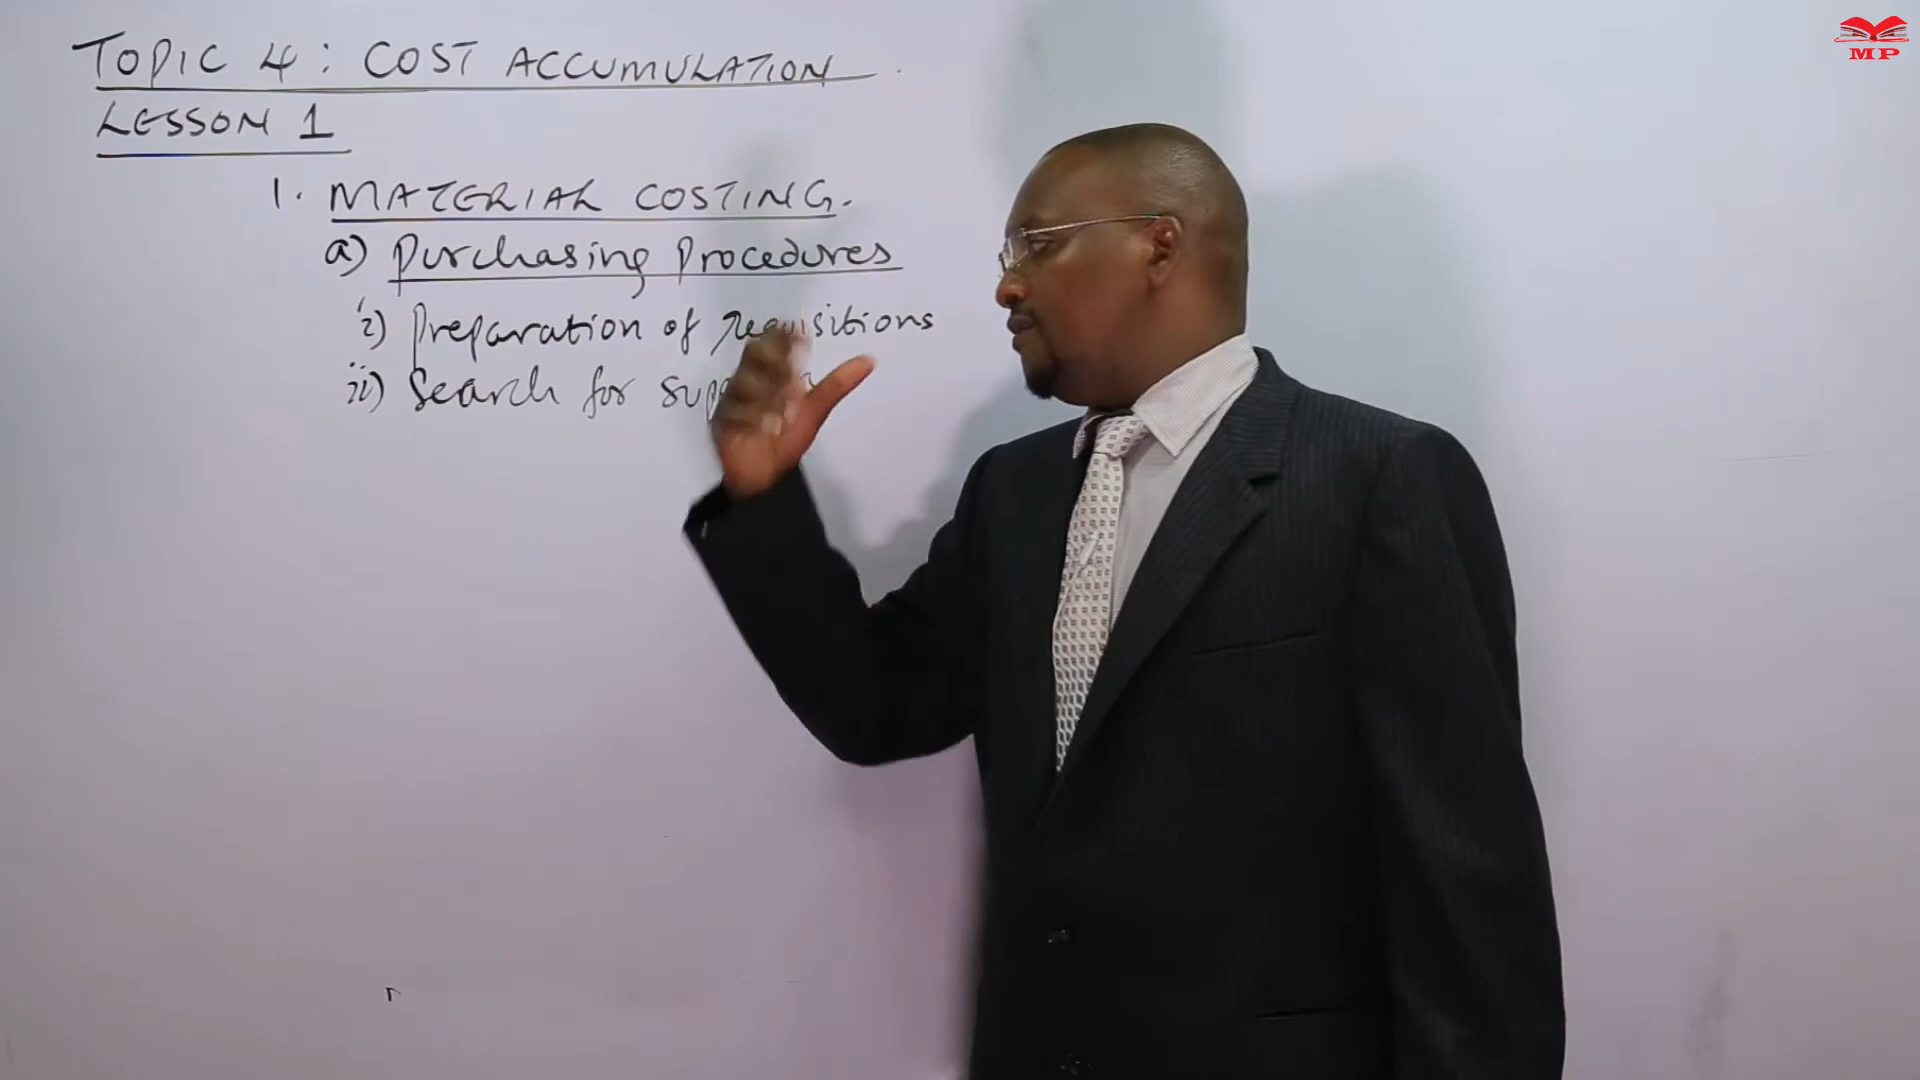 TOPIC 4: COST ACCUMULATION
LESSON 1
1. MATERIAL COSTING.
a) Purchasing Procedures
i) Preparation of requisitions
ii) Search for
MP